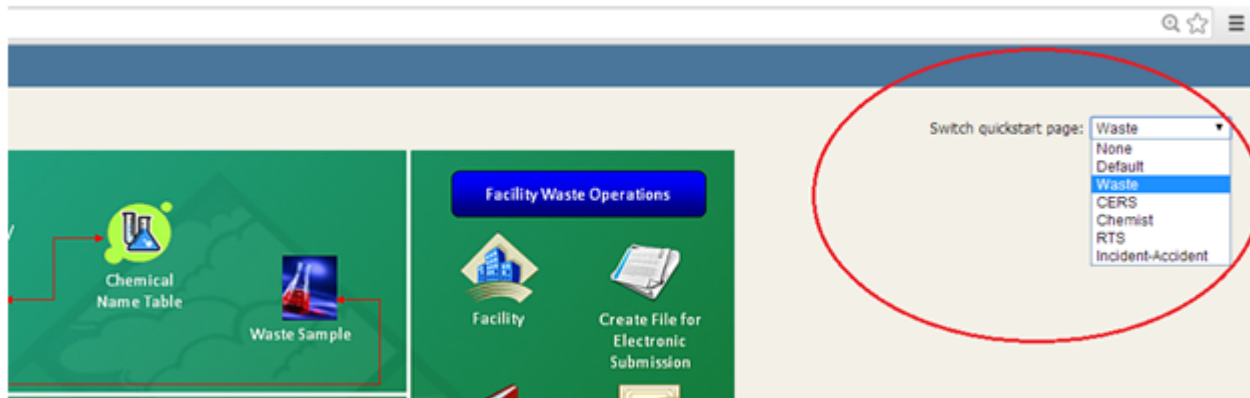 Switch quickstart page: Waste
None
Default
Waste
CERS
Chemist
RTS
Incident-Accident
Facility Waste Operations
Chemical
Name Table
Waste Sample
Facility
Create File for
Electronic
Submission